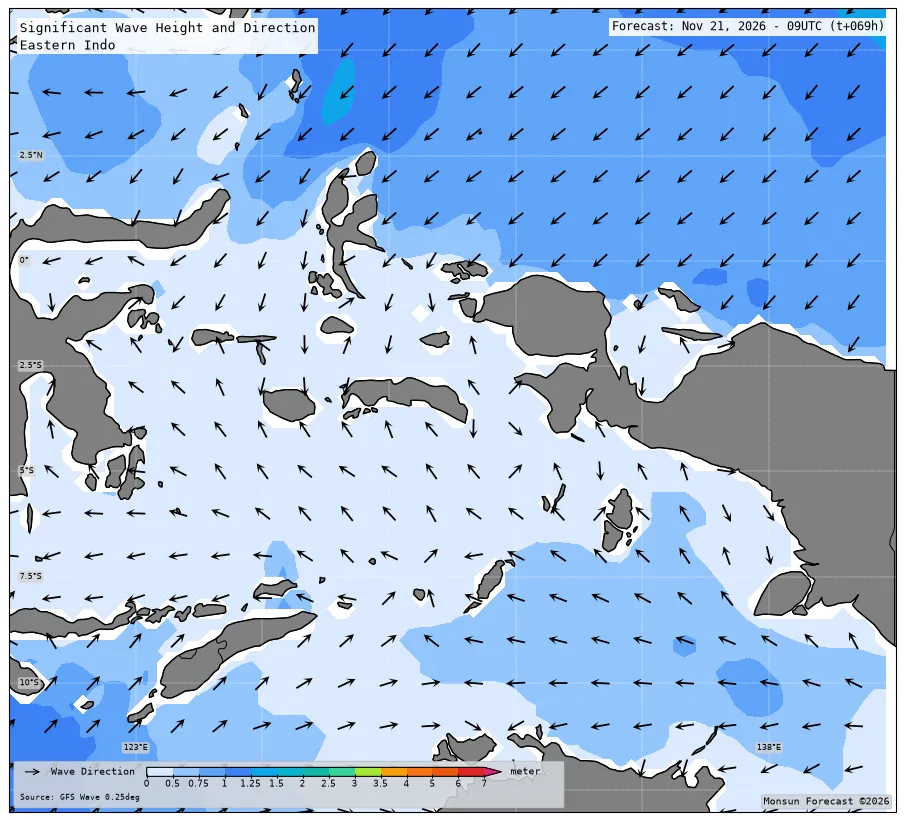 Significant Wave Height and Direction
Eastern Indo
Forecast: Nov 21, 2026 - 09UTC (t+069h)
2.5°N
0°
2.5°S
5°S
7.5°S
10°S
123°E
138°E
Wave Direction
meter
0 0.5 0.75 1 1.25 1.5 2 2.5 3 3.5 4 5 6 7
Source: GFS Wave 0.25deg
Monsun Forecast ©2026